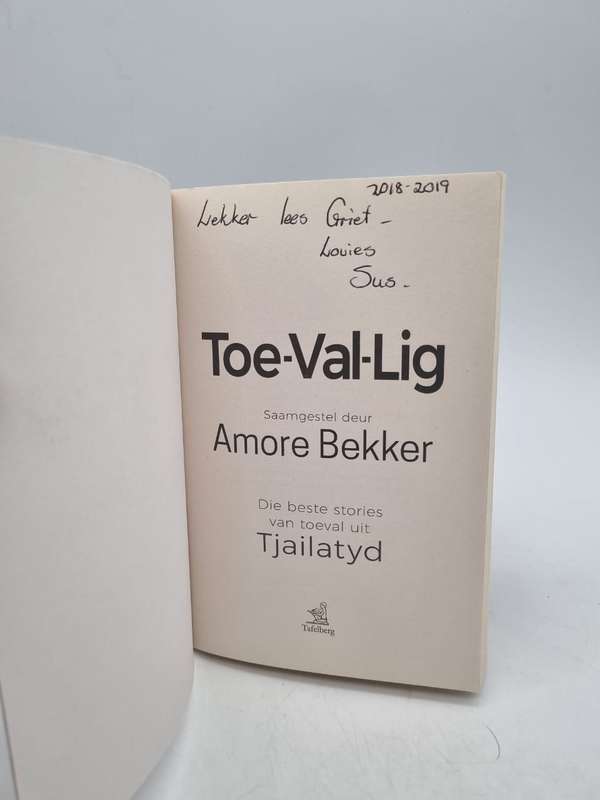 2018-2019
Lekker lees Griet -
Louies
Sus -
Toe-Val-Lig
Saamgestel deur
Amore Bekker
Die beste stories
van toeval uit
Tjailatyd
Tafelberg